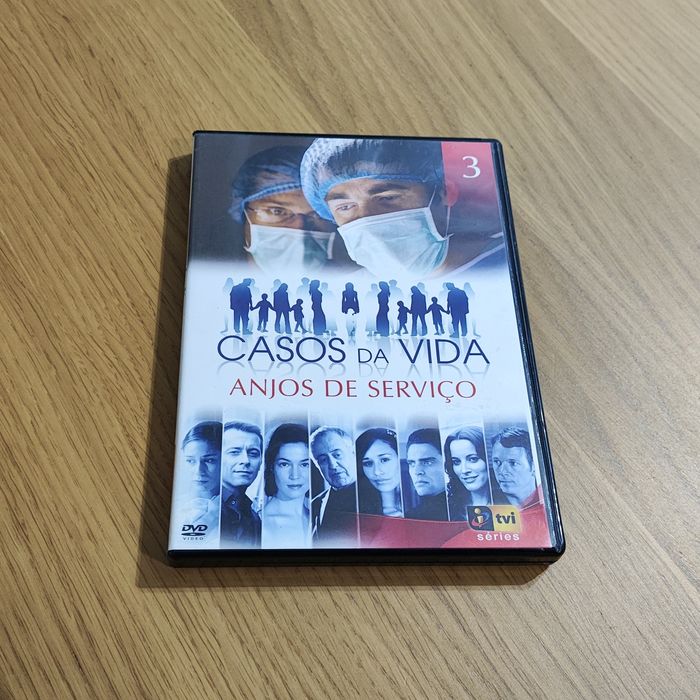 3
CASOS DA VIDA
ANJOS DE SERVIÇO
DVD
VIDEO
tvi
séries